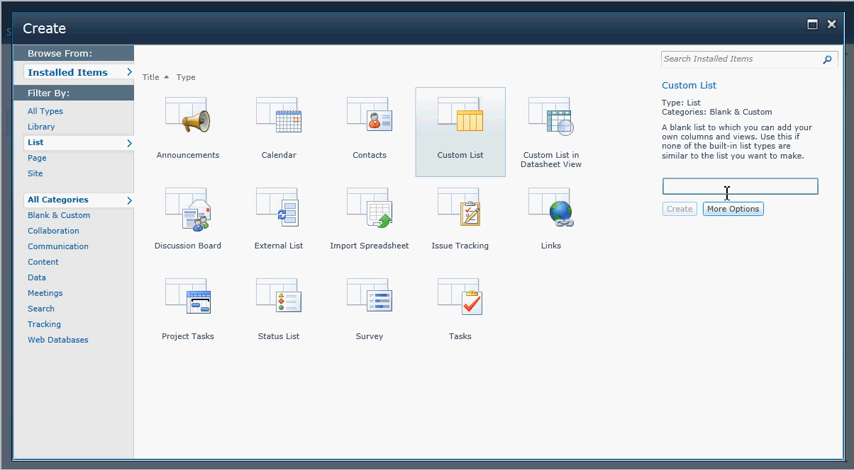 Create
Browse From:
Installed Items
Filter By:
All Types
Library
List
Page
Site
All Categories
Blank & Custom
Collaboration
Communication
Content
Data
Meetings
Search
Tracking
Web Databases
Title Type
Announcements
Calendar
Contacts
Custom List
Custom List in
Datasheet View
Discussion Board
External List
Import Spreadsheet
Issue Tracking
Links
Project Tasks
Status List
Survey
Tasks
Search Installed Items
Custom List
Type: List
Categories: Blank & Custom
A blank list to which you can add your
own columns and views. Use this if
none of the built-in list types are
similar to the list you want to make.
Create More Options